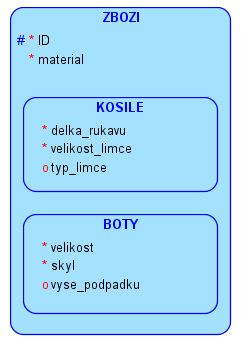 ZBOZI
# * ID
* material
KOSILE
* delka_rukavu
* velikost_limce
o typ_limce
BOTY
* velikost
* skyl
o vyse_podpadku